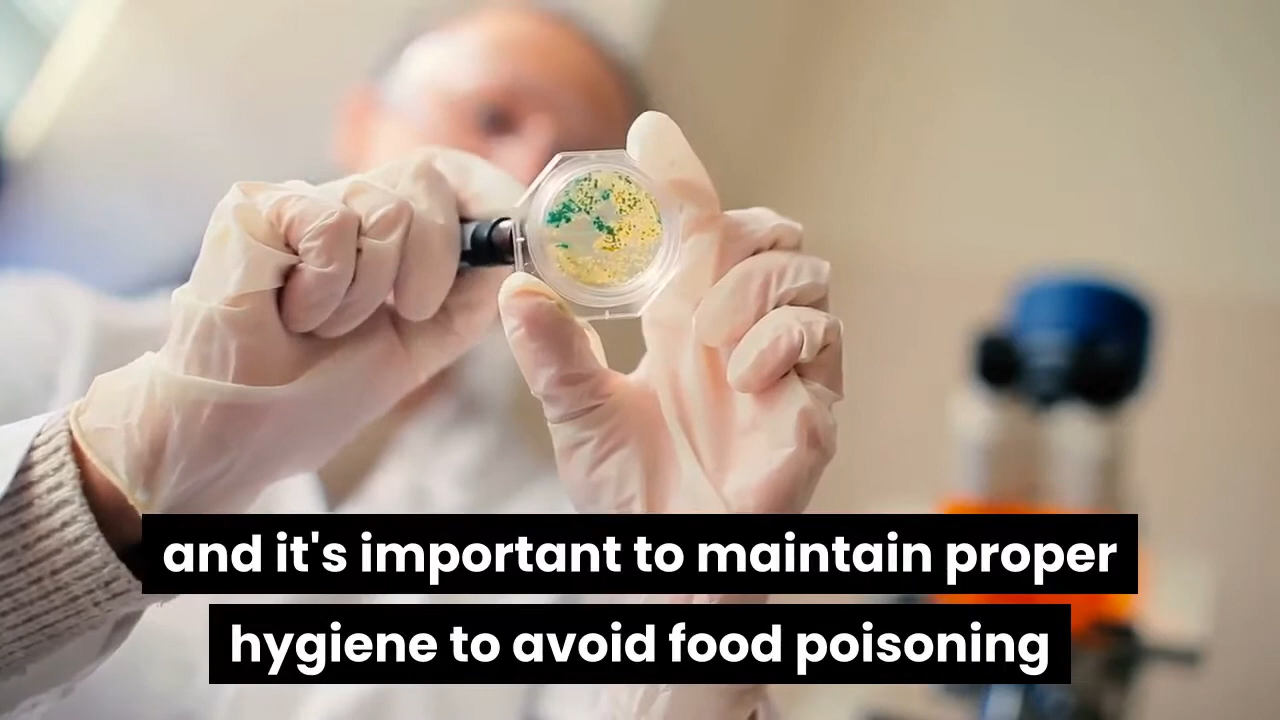 and it's important to maintain proper
hygiene to avoid food poisoning